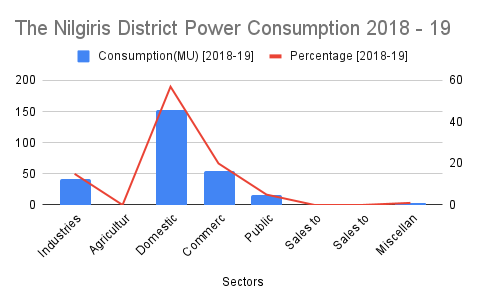 The Nilgiris District Power Consumption 2018 - 19
Consumption(MU) [2018-19] Percentage [2018-19]
200 60
150
40
100
20
50
0 0
Industries
Agricultur
Domestic
Commerc
Public
Sales to
Sales to
Miscellan
Sectors